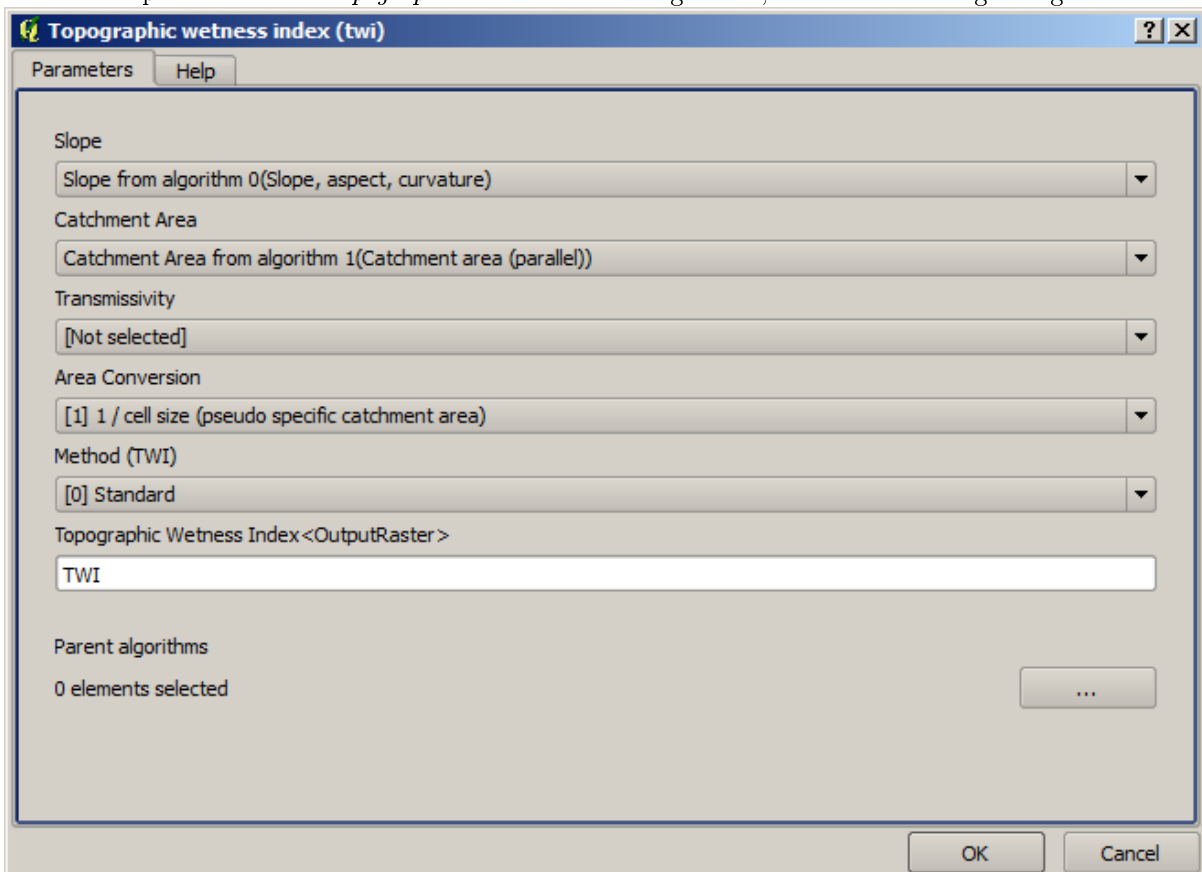 Topographic wetness index (twi)
Parameters Help
Slope
Slope from algorithm 0(Slope, aspect, curvature)
Catchment Area
Catchment Area from algorithm 1(Catchment area (parallel))
Transmissivity
[Not selected]
Area Conversion
[1] 1 / cell size (pseudo specific catchment area)
Method (TWI)
[0] Standard
Topographic Wetness Index<OutputRaster>
TWI
Parent algorithms
0 elements selected ...
OK Cancel